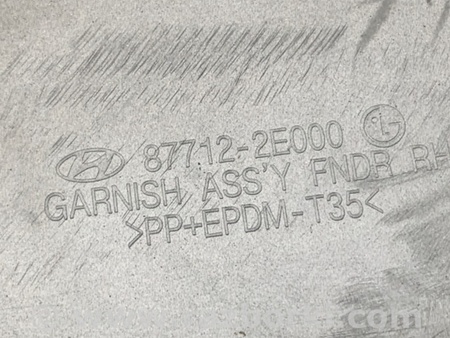 87712-2E000
GARNISH ASS'Y FNDR RH
>PP+EPDM-T35<